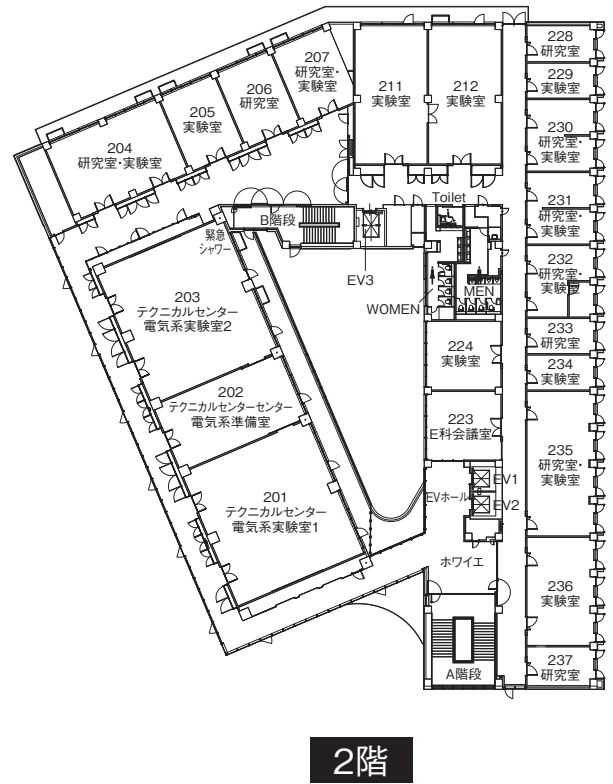 207
研究室・
実験室
206
研究室
205
実験室
204
研究室・実験室
211
実験室
212
実験室
228
研究室
229
実験室
230
研究室・
実験室
231
研究室・
実験室
232
研究室・
実験室
233
研究室
234
実験室
235
研究室・
実験室
236
実験室
237
研究室
Toilet
B階段
緊急
シャワー
EV3
WOMEN
MEN
203
テクニカルセンター
電気系実験室2
202
テクニカルセンターセンター
電気系準備室
201
テクニカルセンター
電気系実験室1
224
実験室
223
E科会議室
EV1
EVホール
EV2
ホワイエ
A階段
2階